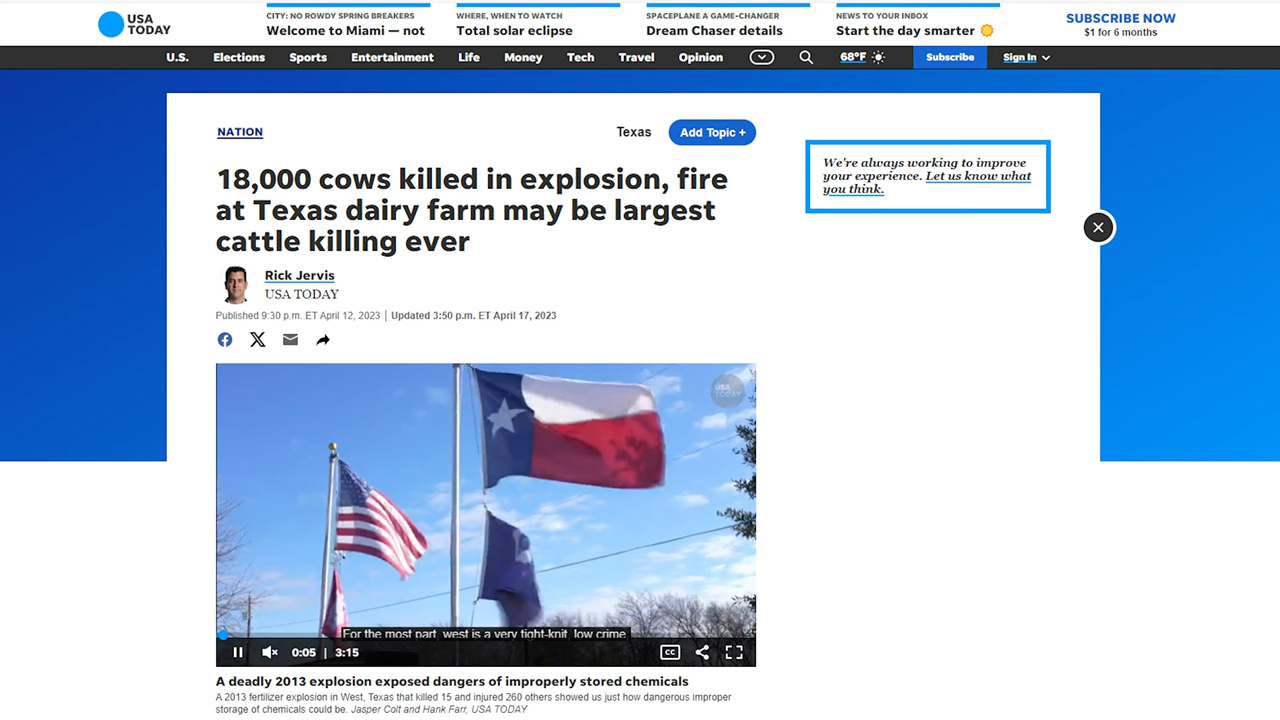 USA
TODAY
CITY: NO ROWDY SPRING BREAKERS
Welcome to Miami — not
WHERE, WHEN TO WATCH
Total solar eclipse
SPACEPLANE A GAME-CHANGER
Dream Chaser details
NEWS TO YOUR INBOX
Start the day smarter
SUBSCRIBE NOW
$1 for 6 months
U.S. Elections Sports Entertainment Life Money Tech Travel Opinion 68°F Subscribe Sign In
NATION
Texas Add Topic +
18,000 cows killed in explosion, fire
at Texas dairy farm may be largest
cattle killing ever
Rick Jervis
USA TODAY
Published 9:30 p.m. ET April 12, 2023 | Updated 3:50 p.m. ET April 17, 2023
We're always working to improve
your experience. Let us know what
you think.
USA
TODAY
For the most part, west is a very tight-knit, low crime,
0:05 | 3:15
CC
A deadly 2013 explosion exposed dangers of improperly stored chemicals
A 2013 fertilizer explosion in West, Texas that killed 15 and injured 260 others showed us just how dangerous improper
storage of chemicals could be. Jasper Colt and Hank Farr, USA TODAY